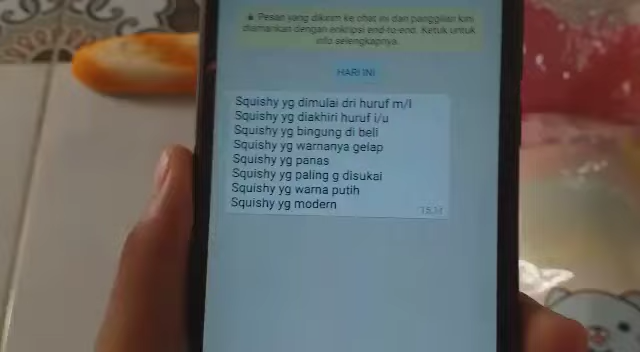 Pesan yang dikirim ke chat ini dan panggilan kini
diamankan dengan enkripsi end-to-end. Ketuk untuk
info selengkapnya.
HARI INI
Squishy yg dimulai dri huruf m/l
Squishy yg diakhiri huruf i/u
Squishy yg bingung di beli
Squishy yg warnanya gelap
Squishy yg panas
Squishy yg paling g disukai
Squishy yg warna putih
Squishy yg modern